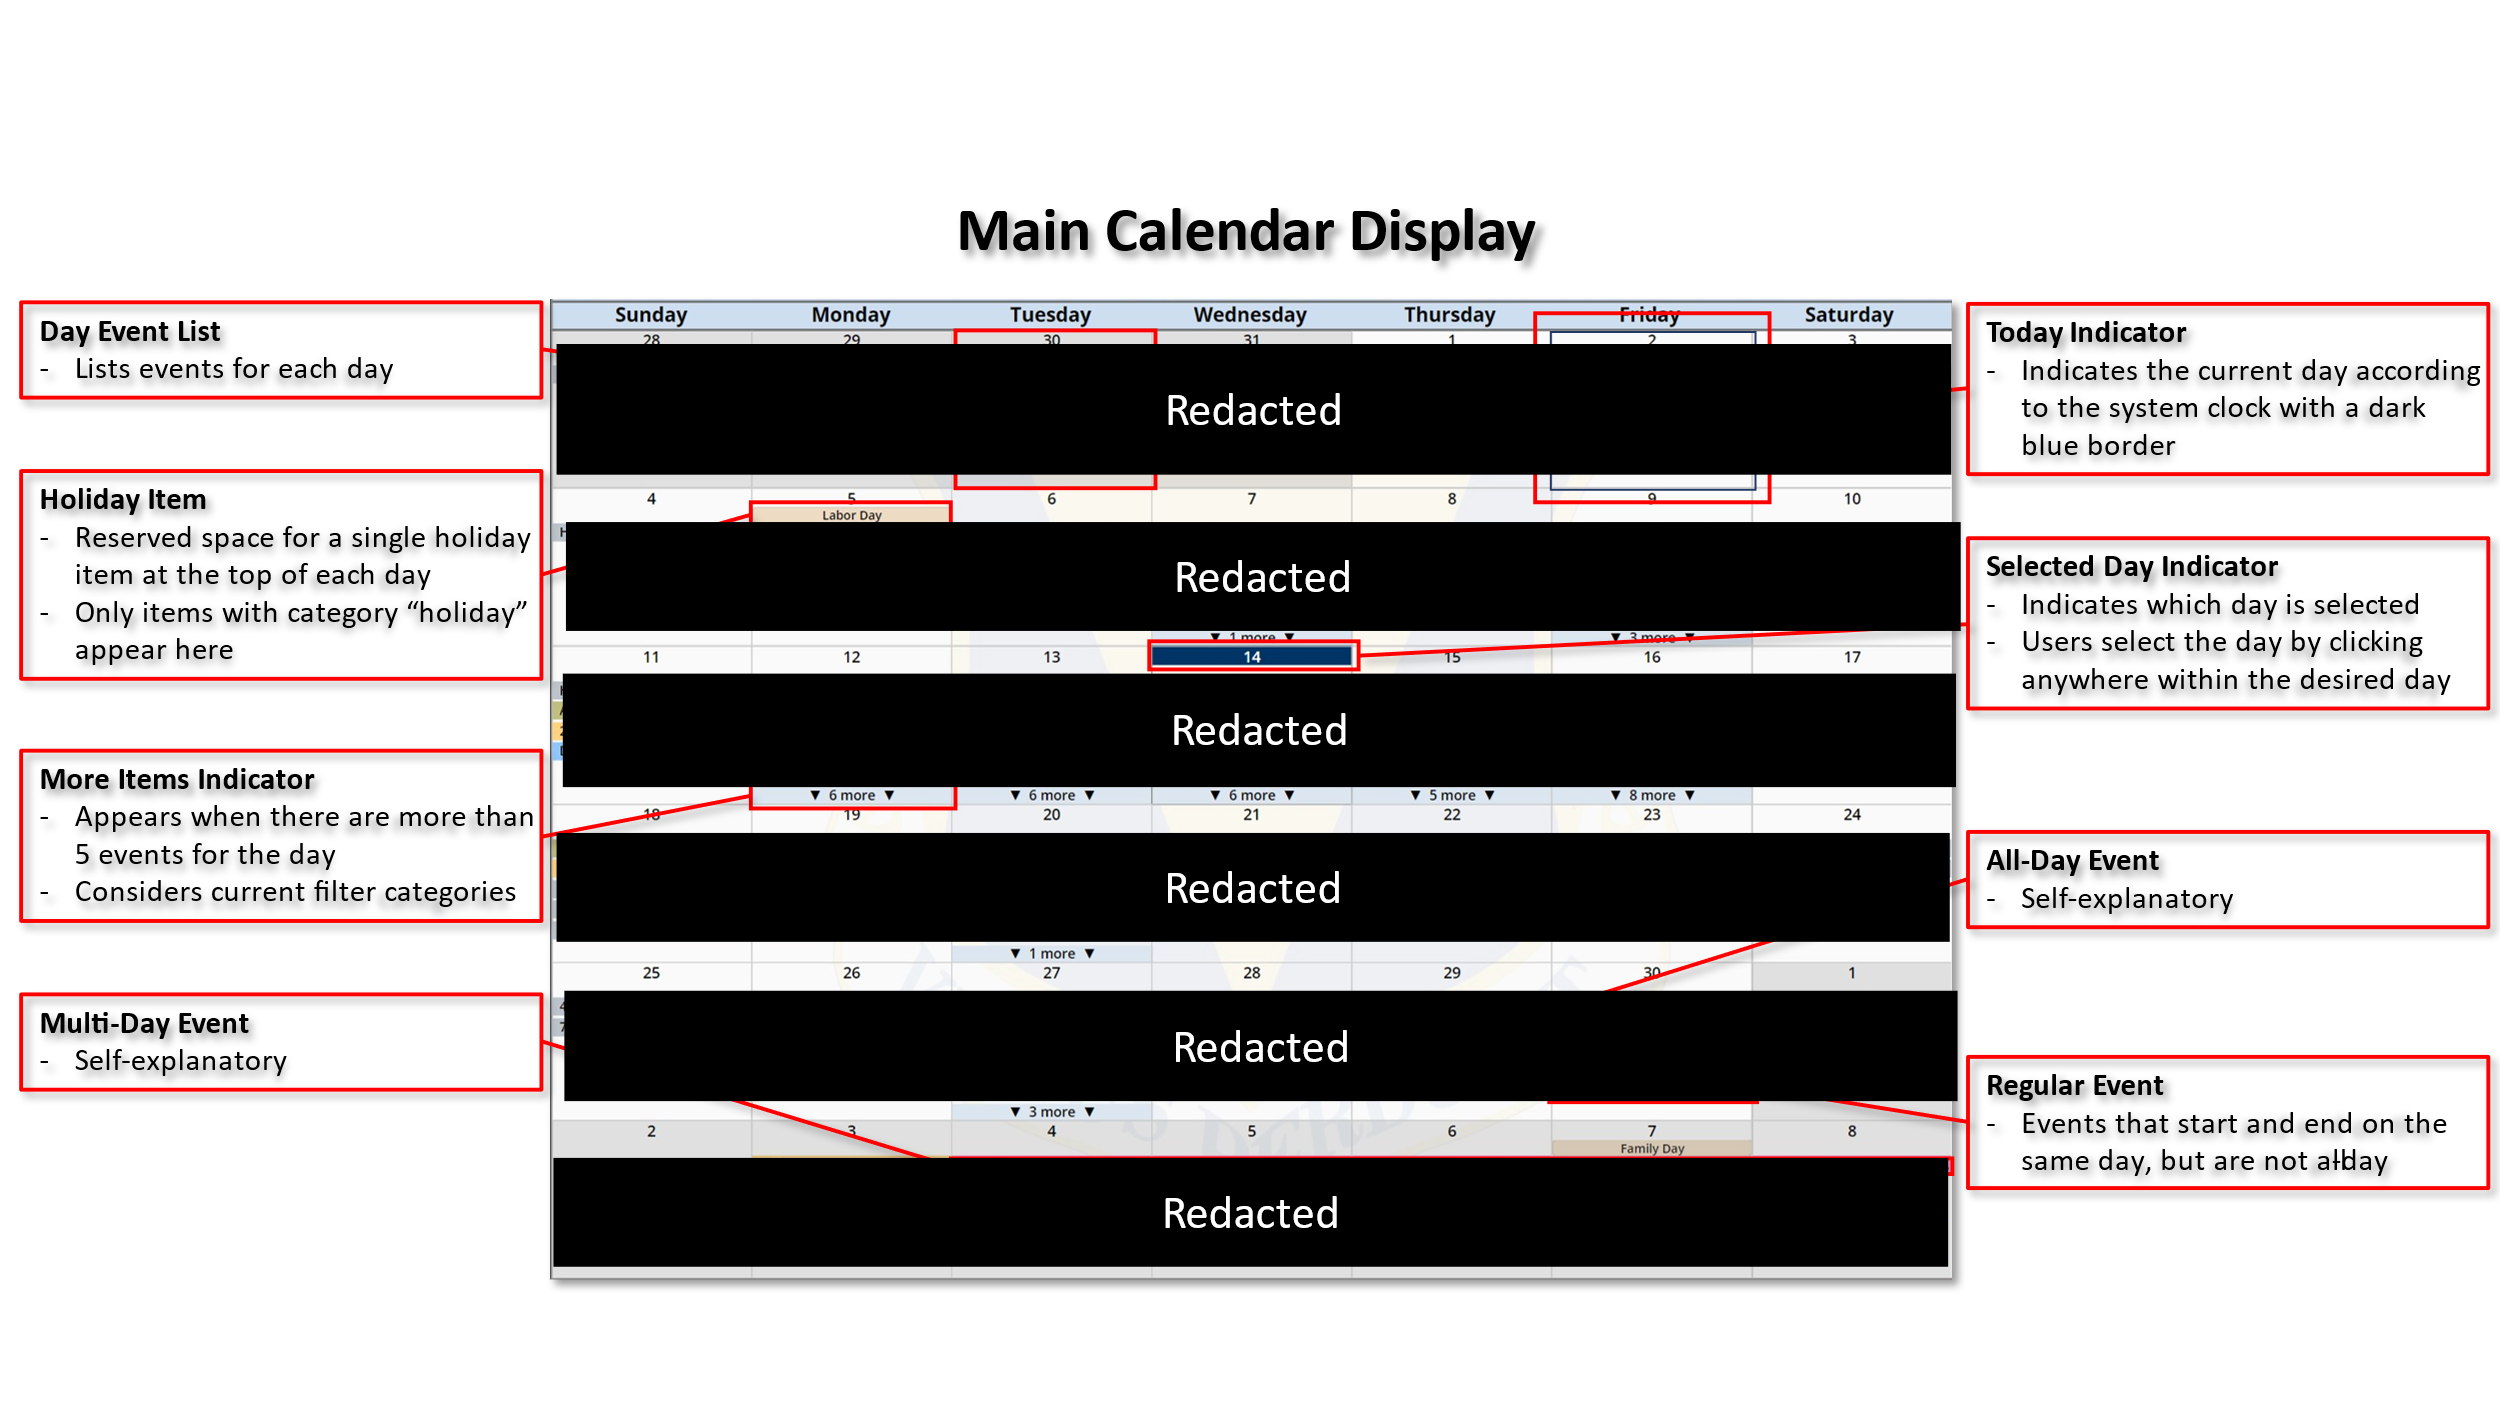 Main Calendar Display
Day Event List
- Lists events for each day
Holiday Item
- Reserved space for a single holiday
item at the top of each day
- Only items with category “holiday”
appear here
More Items Indicator
- Appears when there are more than
5 events for the day
- Considers current filter categories
Multi-Day Event
- Self-explanatory
Sunday Monday Tuesday Wednesday Thursday Friday Saturday
28 29 30 31 1 2 3
Redacted
4 5 6 7 8 9 10
Labor Day
Redacted
▼ 1 more ▼ ▼ 3 more ▼
11 12 13 14 15 16 17
Redacted
▼ 6 more ▼ ▼ 6 more ▼ ▼ 6 more ▼ ▼ 5 more ▼ ▼ 8 more ▼
18 19 20 21 22 23 24
Redacted
▼ 1 more ▼
25 26 27 28 29 30 1
Redacted
▼ 3 more ▼
2 3 4 5 6 7 8
Family Day
Redacted
Today Indicator
- Indicates the current day according
to the system clock with a dark
blue border
Selected Day Indicator
- Indicates which day is selected
- Users select the day by clicking
anywhere within the desired day
All-Day Event
- Self-explanatory
Regular Event
- Events that start and end on the
same day, but are not all-day